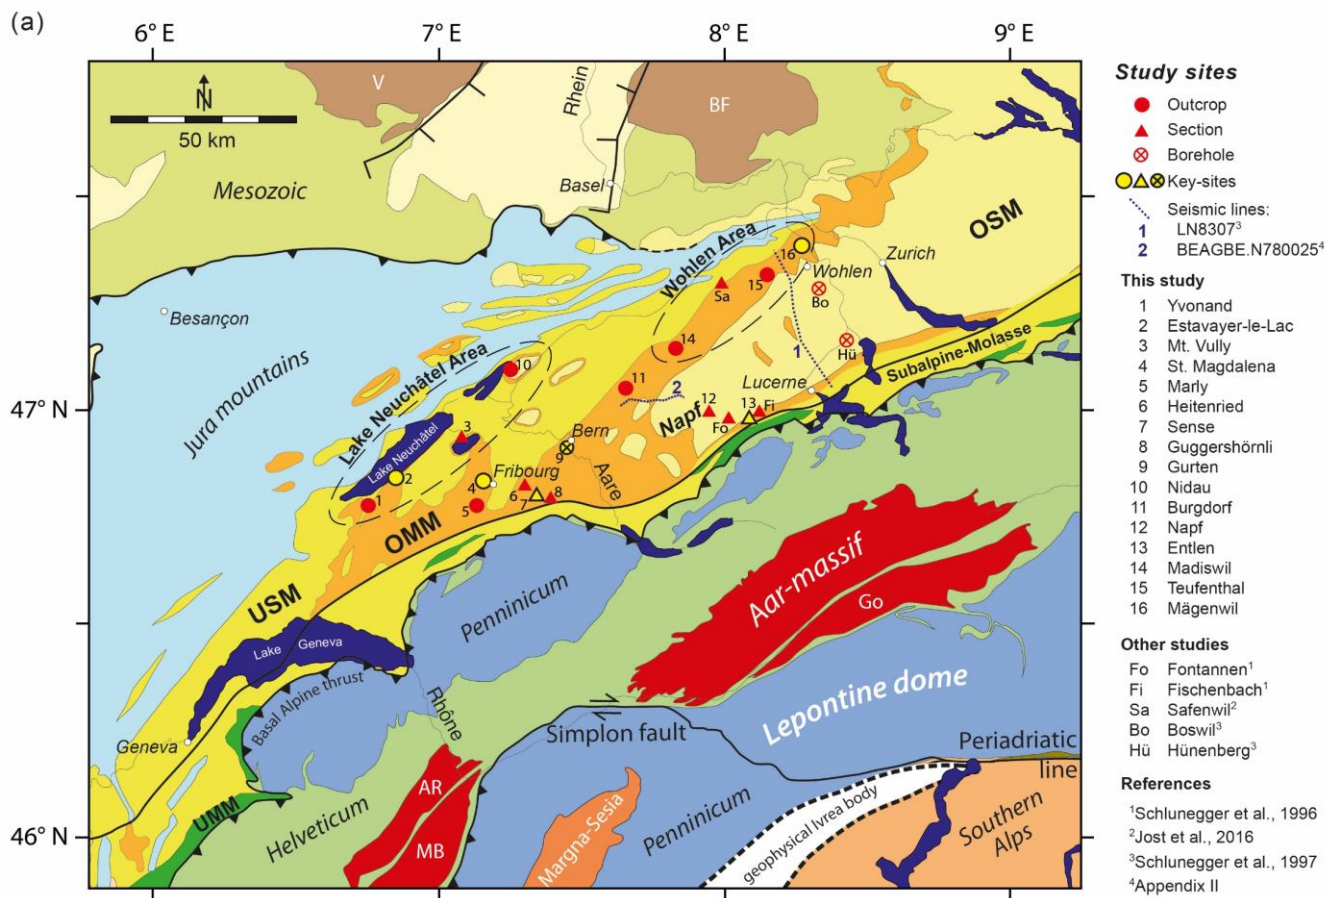 (a)
6° E
7° E
8° E
9° E
N
50 km
V
Rhein
BF
Mesozoic
Basel
OSM
Besançon
Jura mountains
Wohlen Area
Zurich
16
Wohlen
15
Sa
Bo
14
1
Hü
Subalpine-Molasse
Lake Neuchâtel Area
10
11
2
Lucerne
47° N
12
13
Fi
Fo
Napf
3
Lake Neuchâtel
Bern
9
2
Fribourg
4
Aare
1
5
6
7
8
OMM
USM
Penninicum
Aar-massif
Go
Lake Geneva
Basal Alpine thrust
Rhône
Lepontine dome
Geneva
Simplon fault
Periadriatic
line
UMM
Helveticum
AR
MB
Margna-Sesia
Penninicum
geophysical Ivrea body
Southern
Alps
46° N
Study sites
Outcrop
Section
Borehole
Key-sites
Seismic lines:
1 LN8307³
2 BEAGBE.N780025⁴
This study
1 Yvonand
2 Estavayer-le-Lac
3 Mt. Vully
4 St. Magdalena
5 Marly
6 Heitenried
7 Sense
8 Guggershörnli
9 Gurten
10 Nidau
11 Burgdorf
12 Napf
13 Entlen
14 Madiswil
15 Teufenthal
16 Mägenwil
Other studies
Fo Fontannen¹
Fi Fischenbach¹
Sa Safenwil²
Bo Boswil³
Hü Hünenberg³
References
¹Schlunegger et al., 1996
²Jost et al., 2016
³Schlunegger et al., 1997
⁴Appendix II